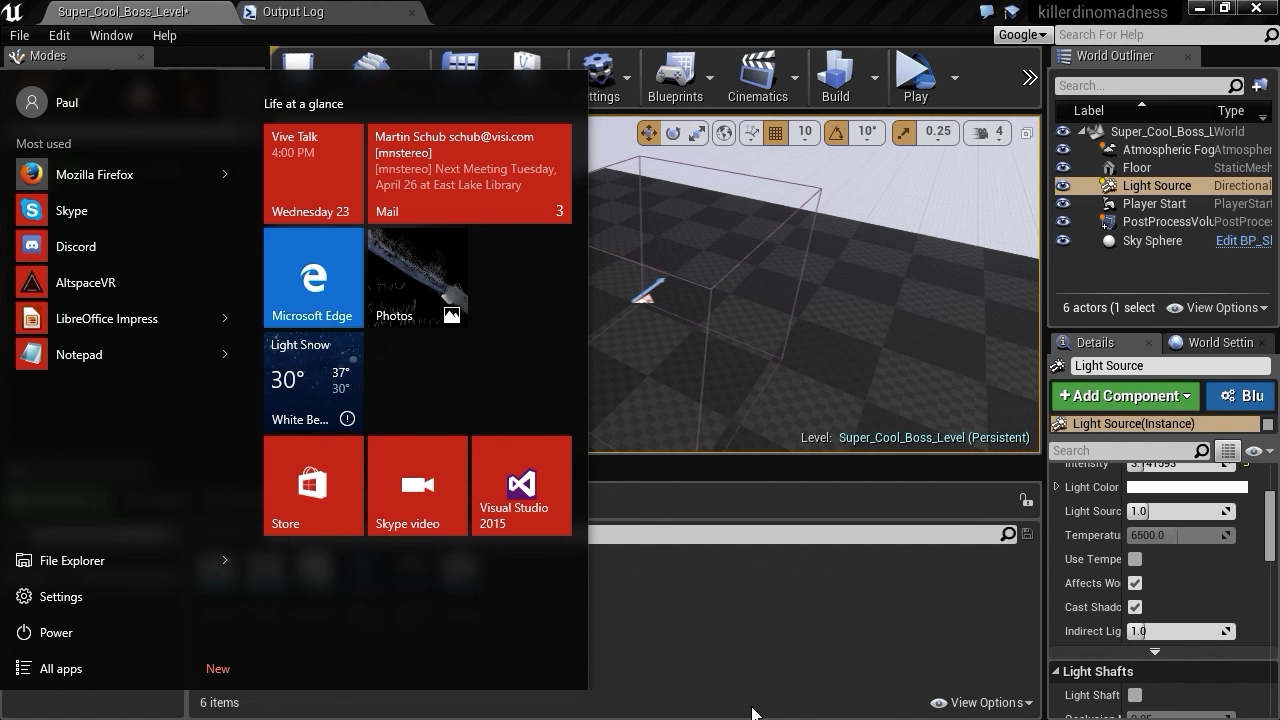 Super_Cool_Boss_Level*
Output Log
killerdinomadness
File
Edit
Window
Help
Google
Search For Help
Modes
World Outliner
ttings
Blueprints
Cinematics
Build
Play
Search...
Label
Type
10
10°
0.25
4
Super_Cool_Boss_L World
Atmospheric Fog Atmospher
Floor StaticMesh
Light Source Directional
Player Start PlayerStart
PostProcessVolu PostProces
Sky Sphere Edit BP_Sk
6 actors (1 select
View Options
Details
World Settin
Light Source
+Add Component
Blu
Light Source(Instance)
Search
Intensity 3.141593
Light Color
Light Sourc 1.0
Temperatu 6500.0
Use Tempe
Affects Wo
Cast Shado
Indirect Lig 1.0
Light Shafts
Light Shaft
Level: Super_Cool_Boss_Level (Persistent)
Paul
Most used
Mozilla Firefox
Skype
Discord
AltspaceVR
LibreOffice Impress
Notepad
File Explorer
Settings
Power
All apps
New
Life at a glance
Vive Talk
4:00 PM
Wednesday 23
Martin Schub schub@visi.com
[mnstereo]
[mnstereo] Next Meeting Tuesday,
April 26 at East Lake Library
Mail
3
Microsoft Edge
Photos
Light Snow
30°
37°
30°
White Be...
Store
Skype video
Visual Studio
2015
6 items
View Options